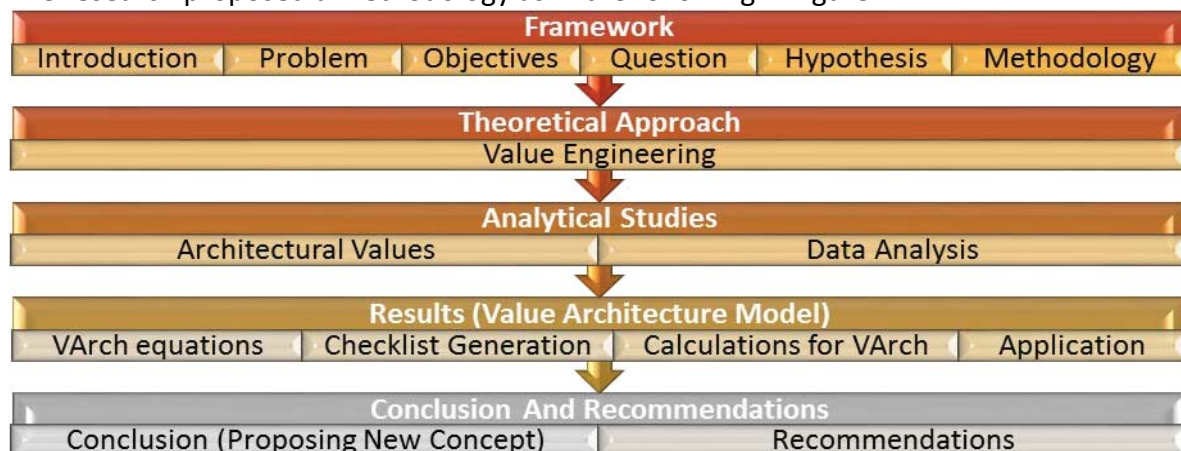 Framework
Introduction Problem Objectives Question Hypothesis Methodology
Theoretical Approach
Value Engineering
Analytical Studies
Architectural Values Data Analysis
Results (Value Architecture Model)
VArch equations Checklist Generation Calculations for VArch Application
Conclusion And Recommendations
Conclusion (Proposing New Concept) Recommendations